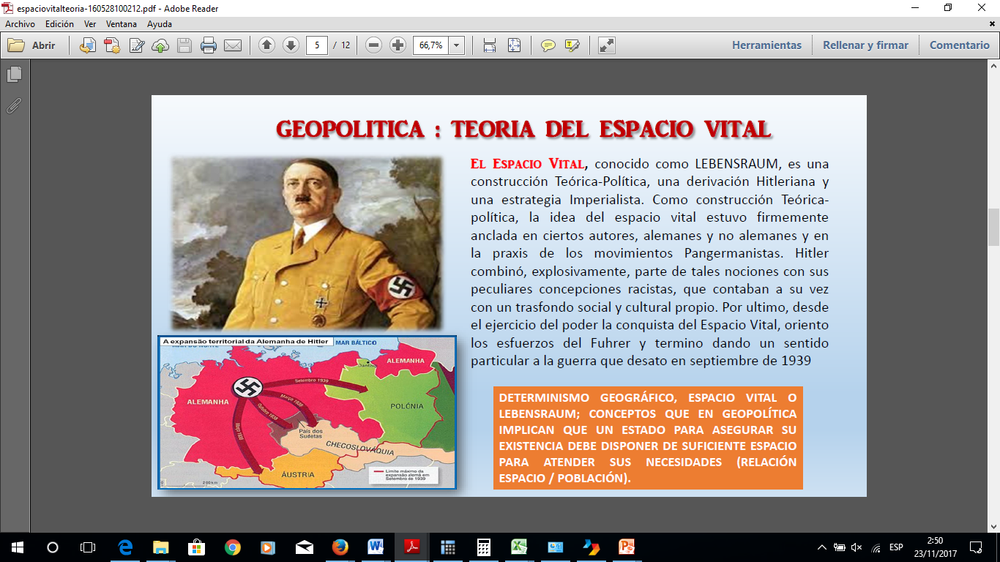 espaciovitalteoria-160528100212.pdf - Adobe Reader
Archivo Edición Ver Ventana Ayuda
Abrir 5 / 12 66,7% Herramientas Rellenar y firmar Comentario
GEOPOLITICA : TEORIA DEL ESPACIO VITAL
EL ESPACIO VITAL, conocido como LEBENSRAUM, es una
construcción Teórica-Política, una derivación Hitleriana y
una estrategia Imperialista. Como construcción Teórica-
política, la idea del espacio vital estuvo firmemente
anclada en ciertos autores, alemanes y no alemanes y en
la praxis de los movimientos Pangermanistas. Hitler
combinó, explosivamente, parte de tales nociones con sus
peculiares concepciones racistas, que contaban a su vez
con un trasfondo social y cultural propio. Por ultimo, desde
el ejercicio del poder la conquista del Espacio Vital, oriento
los esfuerzos del Fuhrer y termino dando un sentido
particular a la guerra que desato en septiembre de 1939
A expansão territorial da Alemanha de Hitler
MAR BÁLTICO
ALEMANHA
Dantzig
Setembro 1939
ALEMANHA
Março 1939
Outubro 1938
POLÓNIA
Março 1938
País dos
Sudetas
CHECOSLOVÁQUIA
ÁUSTRIA
Limite máximo da
expansão alemã em
Setembro de 1939
0 200 km
DETERMINISMO GEOGRÁFICO, ESPACIO VITAL O
LEBENSRAUM; CONCEPTOS QUE EN GEOPOLÍTICA
IMPLICAN QUE UN ESTADO PARA ASEGURAR SU
EXISTENCIA DEBE DISPONER DE SUFICIENTE ESPACIO
PARA ATENDER SUS NECESIDADES (RELACIÓN
ESPACIO / POBLACIÓN).
ESP
2:50
23/11/2017